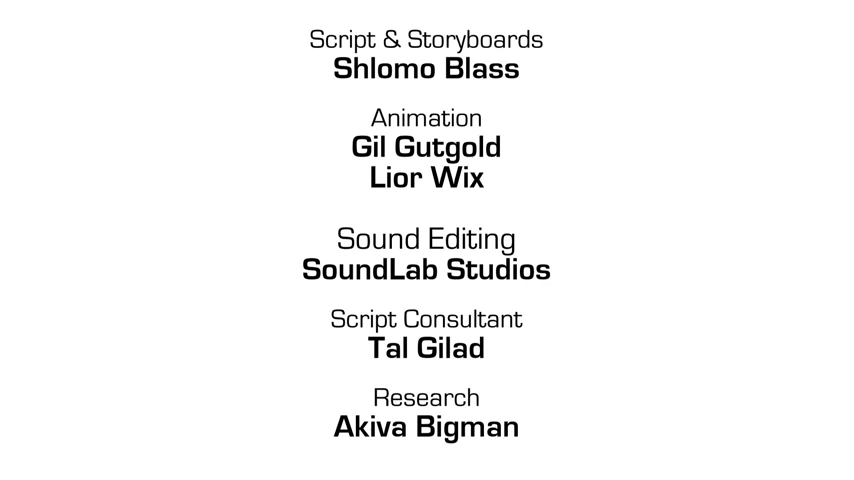 Script & Storyboards
Shlomo Blass
Animation
Gil Gutgold
Lior Wix
Sound Editing
SoundLab Studios
Script Consultant
Tal Gilad
Research
Akiva Bigman